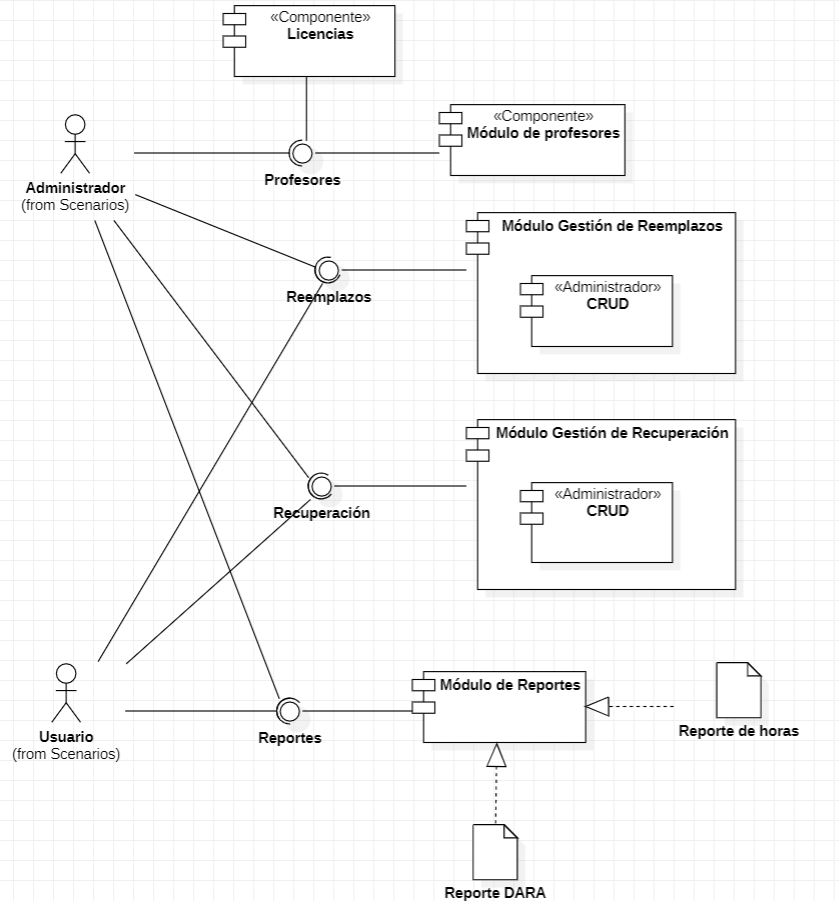 «Componente»
Licencias
«Componente»
Módulo de profesores
Administrador
(from Scenarios)
Profesores
Módulo Gestión de Reemplazos
«Administrador»
CRUD
Reemplazos
Módulo Gestión de Recuperación
«Administrador»
CRUD
Recuperación
Módulo de Reportes
Reporte de horas
Usuario
(from Scenarios)
Reportes
Reporte DARA